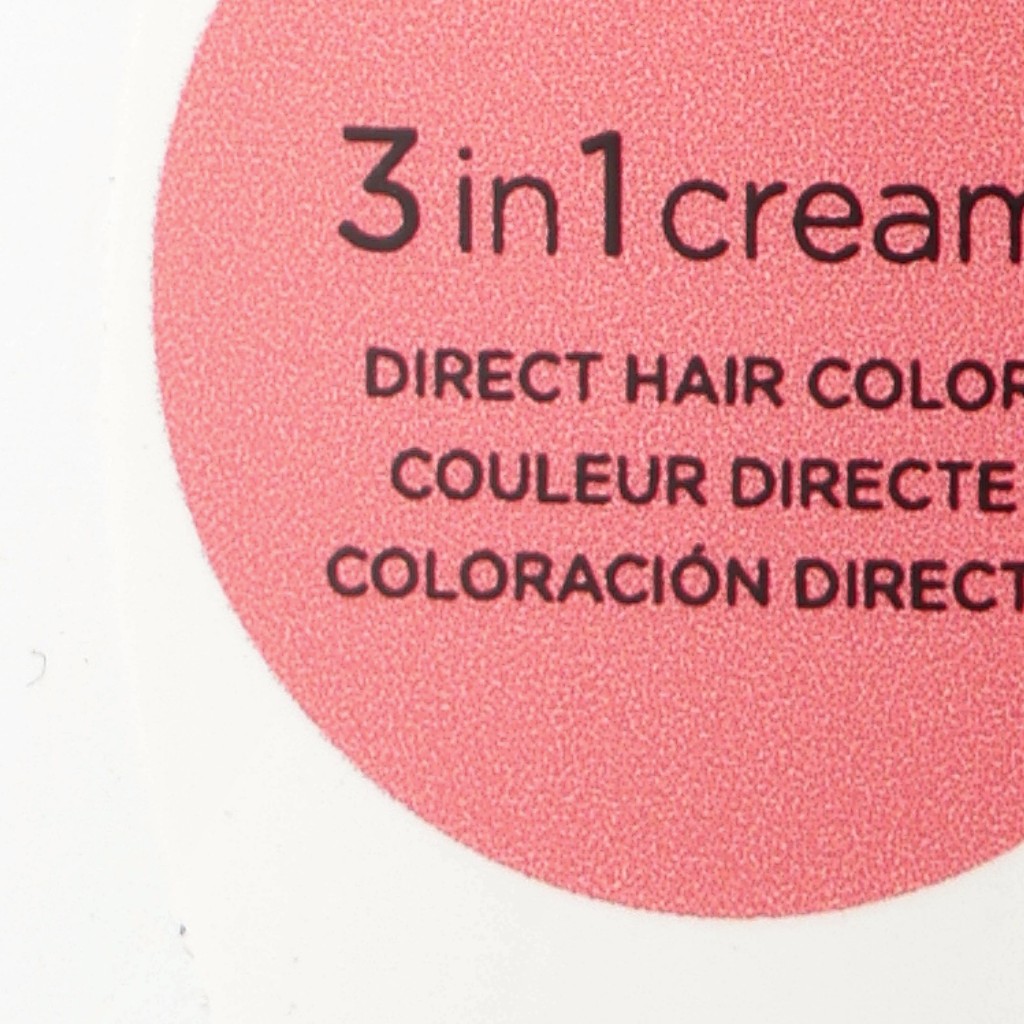 3 in 1 cream
DIRECT HAIR COLOR
COULEUR DIRECTE
COLORACIÓN DIRECT